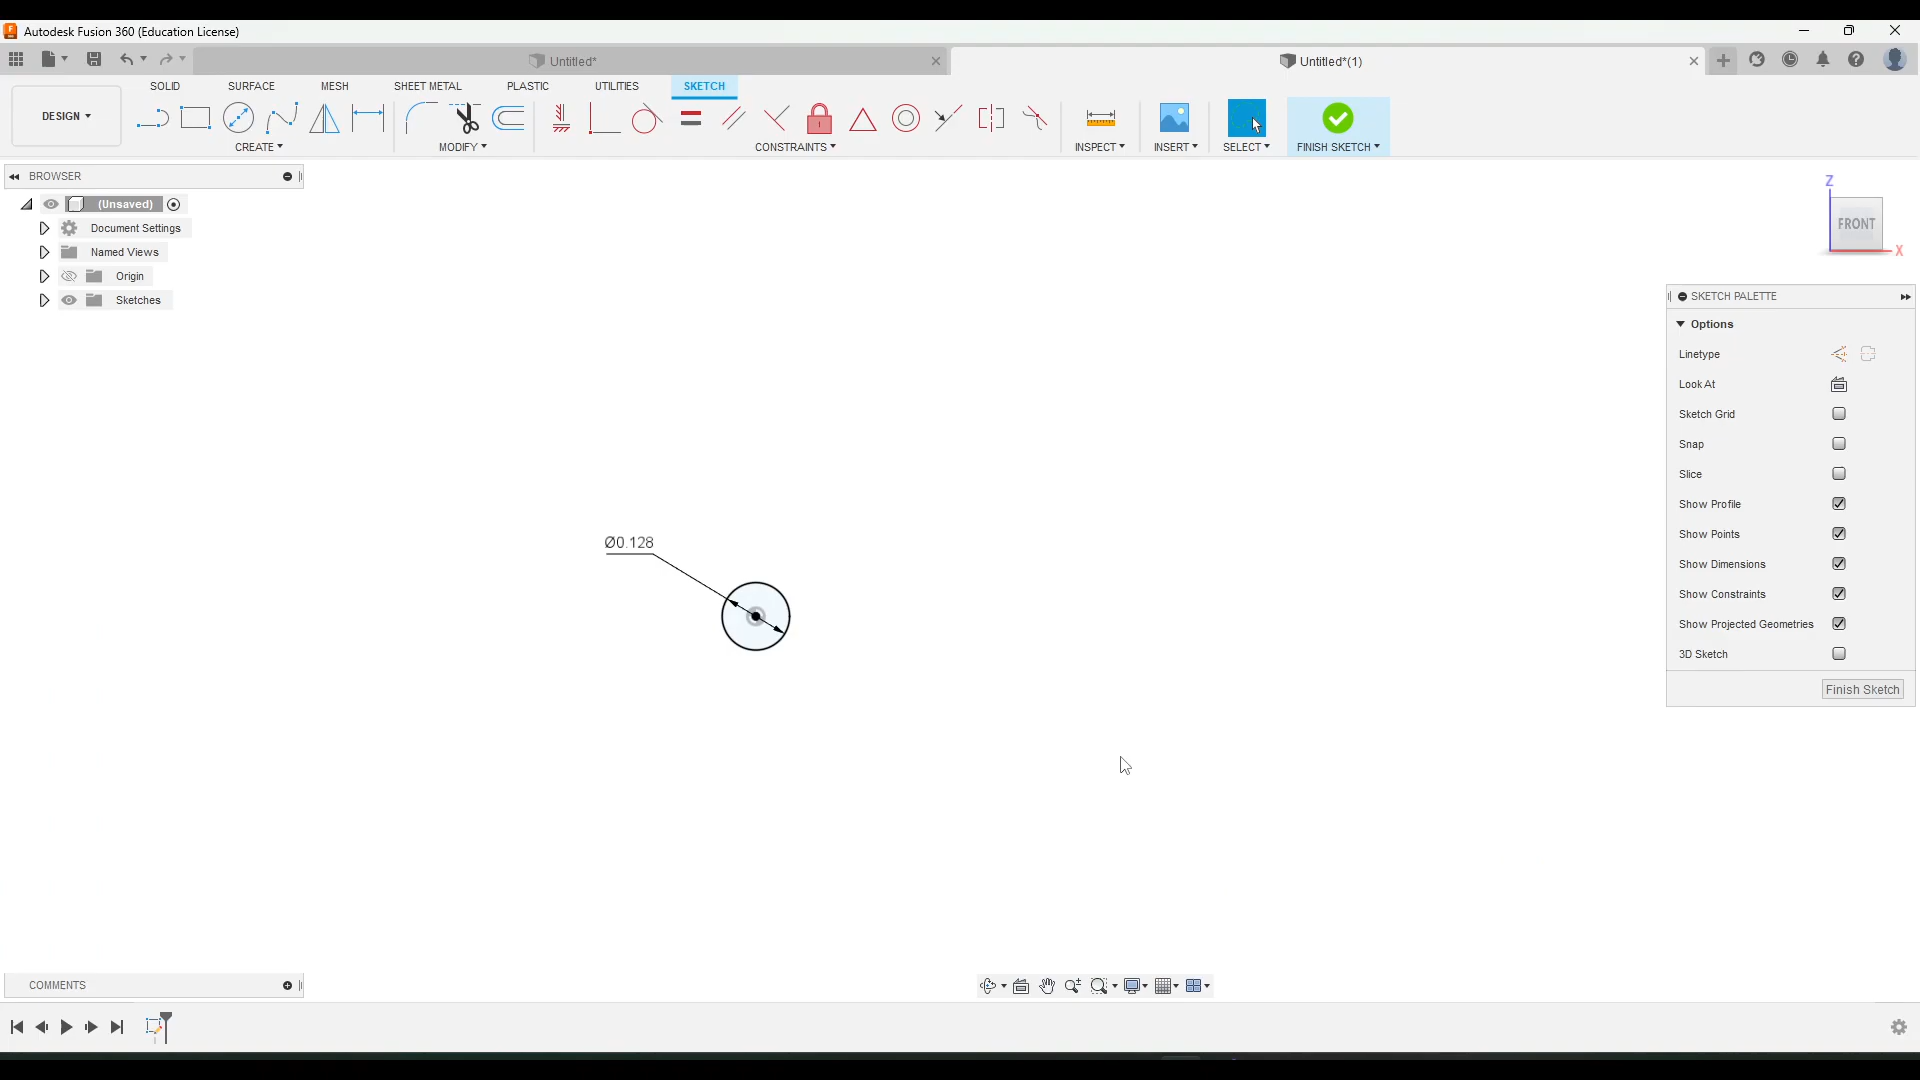 Autodesk Fusion 360 (Education License)
Untitled*
Untitled*(1)
SOLID
SURFACE
MESH
SHEET METAL
PLASTIC
UTILITIES
SKETCH
DESIGN
CREATE
MODIFY
CONSTRAINTS
INSPECT
INSERT
SELECT
FINISH SKETCH
BROWSER
(Unsaved)
Document Settings
Named Views
Origin
Sketches
Z
FRONT
X
SKETCH PALETTE
Options
Linetype
Look At
Sketch Grid
Snap
Slice
Show Profile
Show Points
Show Dimensions
Show Constraints
Show Projected Geometries
3D Sketch
Finish Sketch
Ø0.128
COMMENTS